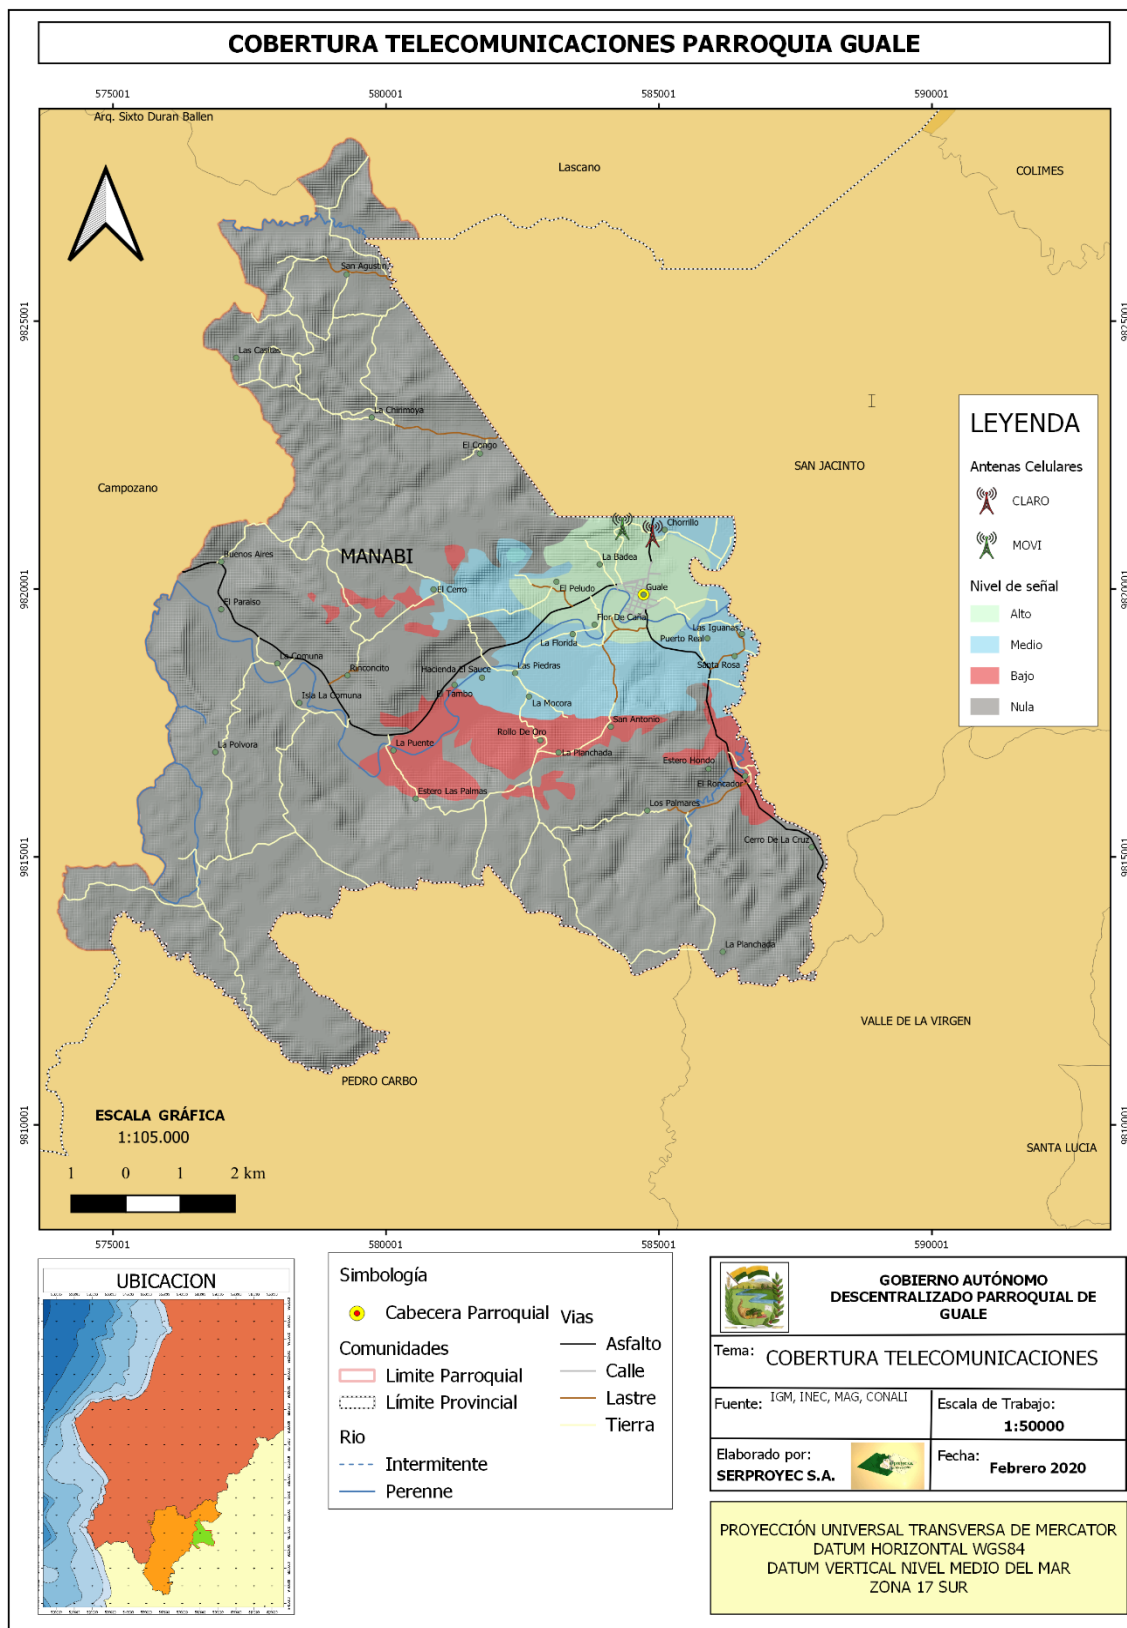 COBERTURA TELECOMUNICACIONES PARROQUIA GUALE
575001
580001
585001
590001
Arq. Sixto Duran Ballen
Lascano
COLIMES
San Agustin
9825001
9825001
Las Casitas
La Chirimoya
El Congo
SAN JACINTO
Campozano
LEYENDA
Antenas Celulares
CLARO
MOVI
Nivel de señal
Alto
Medio
Bajo
Nula
Chorrillo
MANABI
Buenos Aires
La Badea
9820001
9820001
El Cerro
El Peludo
Guale
El Paraiso
Flor De Caña
Las Iguanas
La Florida
Puerto Real
La Comuna
Rinconcito
Hacienda El Sauce
Las Piedras
Santa Rosa
El Tambo
Isla La Comuna
La Mocora
San Antonio
Rollo De Oro
La Polvora
La Puente
La Planchada
Estero Hondo
El Roncador
Estero Las Palmas
Los Palmares
Cerro De La Cruz
9815001
9815001
La Planchada
VALLE DE LA VIRGEN
PEDRO CARBO
ESCALA GRÁFICA
1:105.000
9810001
9810001
SANTA LUCIA
1 0 1 2 km
575001
580001
585001
590001
UBICACION
Simbología
Cabecera Parroquial
Comunidades
Limite Parroquial
Límite Provincial
Rio
Intermitente
Perenne
Vias
Asfalto
Calle
Lastre
Tierra
GOBIERNO AUTÓNOMO
DESCENTRALIZADO PARROQUIAL DE
GUALE
Tema: COBERTURA TELECOMUNICACIONES
Fuente: IGM, INEC, MAG, CONALI
Escala de Trabajo:
1:50000
Elaborado por:
SERPROYEC S.A.
Fecha: Febrero 2020
PROYECCIÓN UNIVERSAL TRANSVERSA DE MERCATOR
DATUM HORIZONTAL WGS84
DATUM VERTICAL NIVEL MEDIO DEL MAR
ZONA 17 SUR